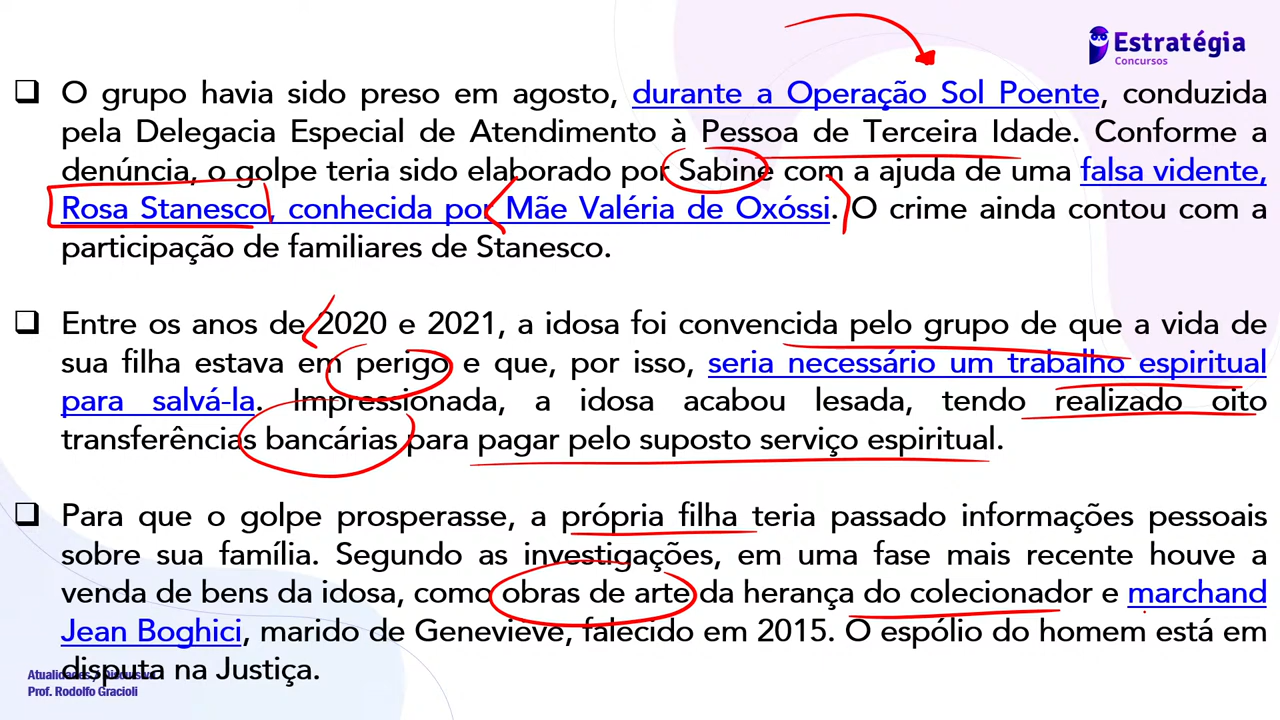 Estratégia
Concursos
❑ O grupo havia sido preso em agosto, durante a Operação Sol Poente, conduzida
pela Delegacia Especial de Atendimento à Pessoa de Terceira Idade. Conforme a
denúncia, o golpe teria sido elaborado por Sabine com a ajuda de uma falsa vidente,
Rosa Stanesco, conhecida por Mãe Valéria de Oxóssi. O crime ainda contou com a
participação de familiares de Stanesco.
❑ Entre os anos de 2020 e 2021, a idosa foi convencida pelo grupo de que a vida de
sua filha estava em perigo e que, por isso, seria necessário um trabalho espiritual
para salvá-la. Impressionada, a idosa acabou lesada, tendo realizado oito
transferências bancárias para pagar pelo suposto serviço espiritual.
❑ Para que o golpe prosperasse, a própria filha teria passado informações pessoais
sobre sua família. Segundo as investigações, em uma fase mais recente houve a
venda de bens da idosa, como obras de arte da herança do colecionador e marchand
Jean Boghici, marido de Genevieve, falecido em 2015. O espólio do homem está em
disputa na Justiça.
Atualidades / Discursiva
Prof. Rodolfo Gracioli